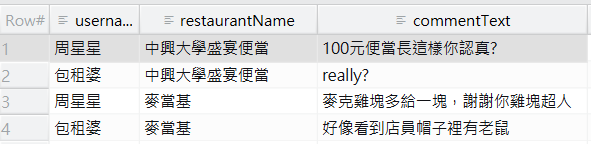 Row# userna... restaurantName commentText
1 周星星 中興大學盛宴便當 100元便當長這樣你認真?
2 包租婆 中興大學盛宴便當 really?
3 周星星 麥當基 麥克雞塊多給一塊，謝謝你雞塊超人
4 包租婆 麥當基 好像看到店員帽子裡有老鼠